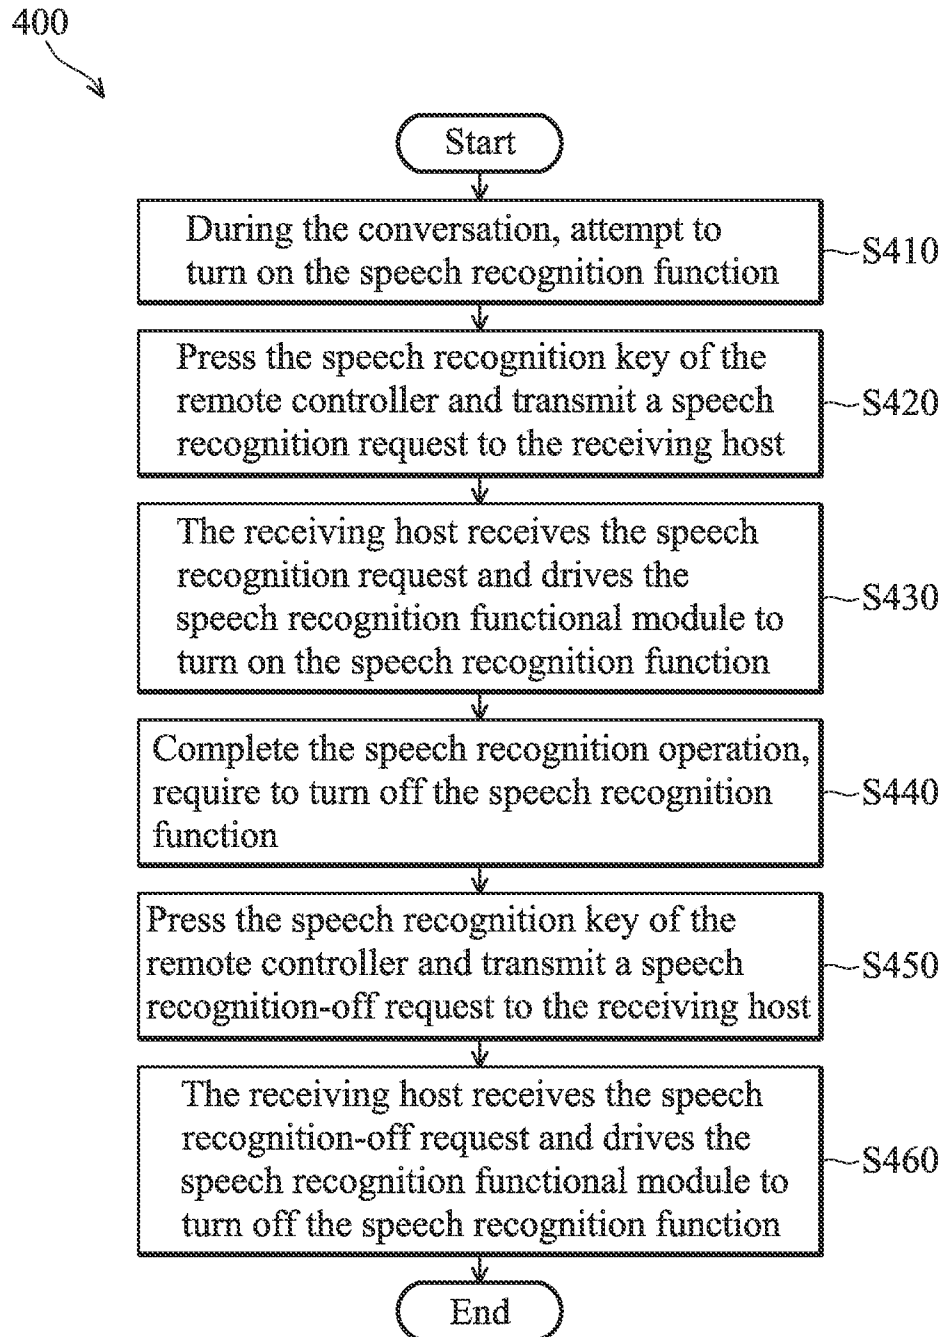 400
Start
During the conversation, attempt to
turn on the speech recognition function
S410
Press the speech recognition key of the
remote controller and transmit a speech
recognition request to the receiving host
S420
The receiving host receives the speech
recognition request and drives the
speech recognition functional module to
turn on the speech recognition function
S430
Complete the speech recognition operation,
require to turn off the speech recognition
function
S440
Press the speech recognition key of the
remote controller and transmit a speech
recognition-off request to the receiving host
S450
The receiving host receives the speech
recognition-off request and drives the
speech recognition functional module to
turn off the speech recognition function
S460
End